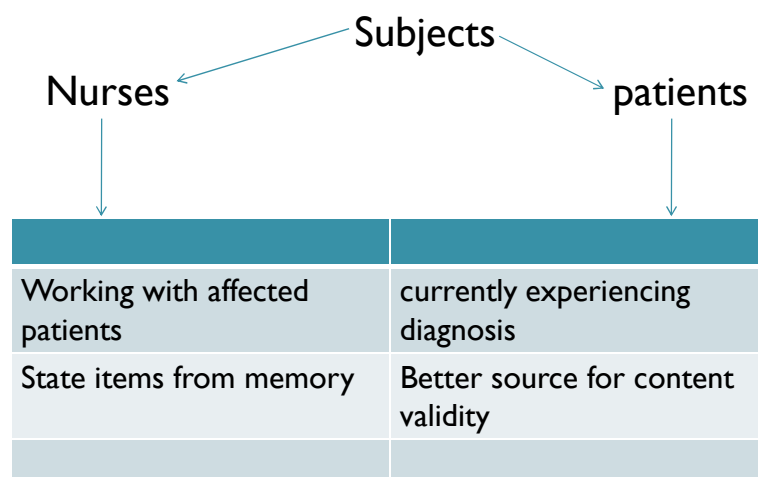 Subjects
Nurses
patients
Working with affected
patients
currently experiencing
diagnosis
State items from memory
Better source for content
validity